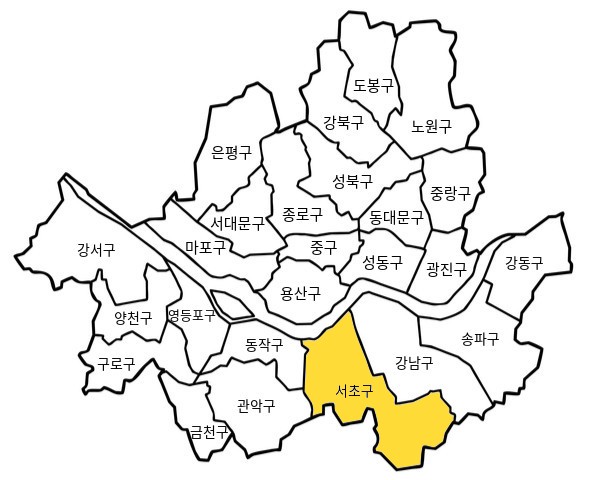 도봉구
강북구
노원구
은평구
성북구
중랑구
서대문구
종로구
동대문구
마포구
중구
강서구
성동구
광진구
강동구
용산구
양천구
영등포구
동작구
송파구
구로구
강남구
서초구
관악구
금천구